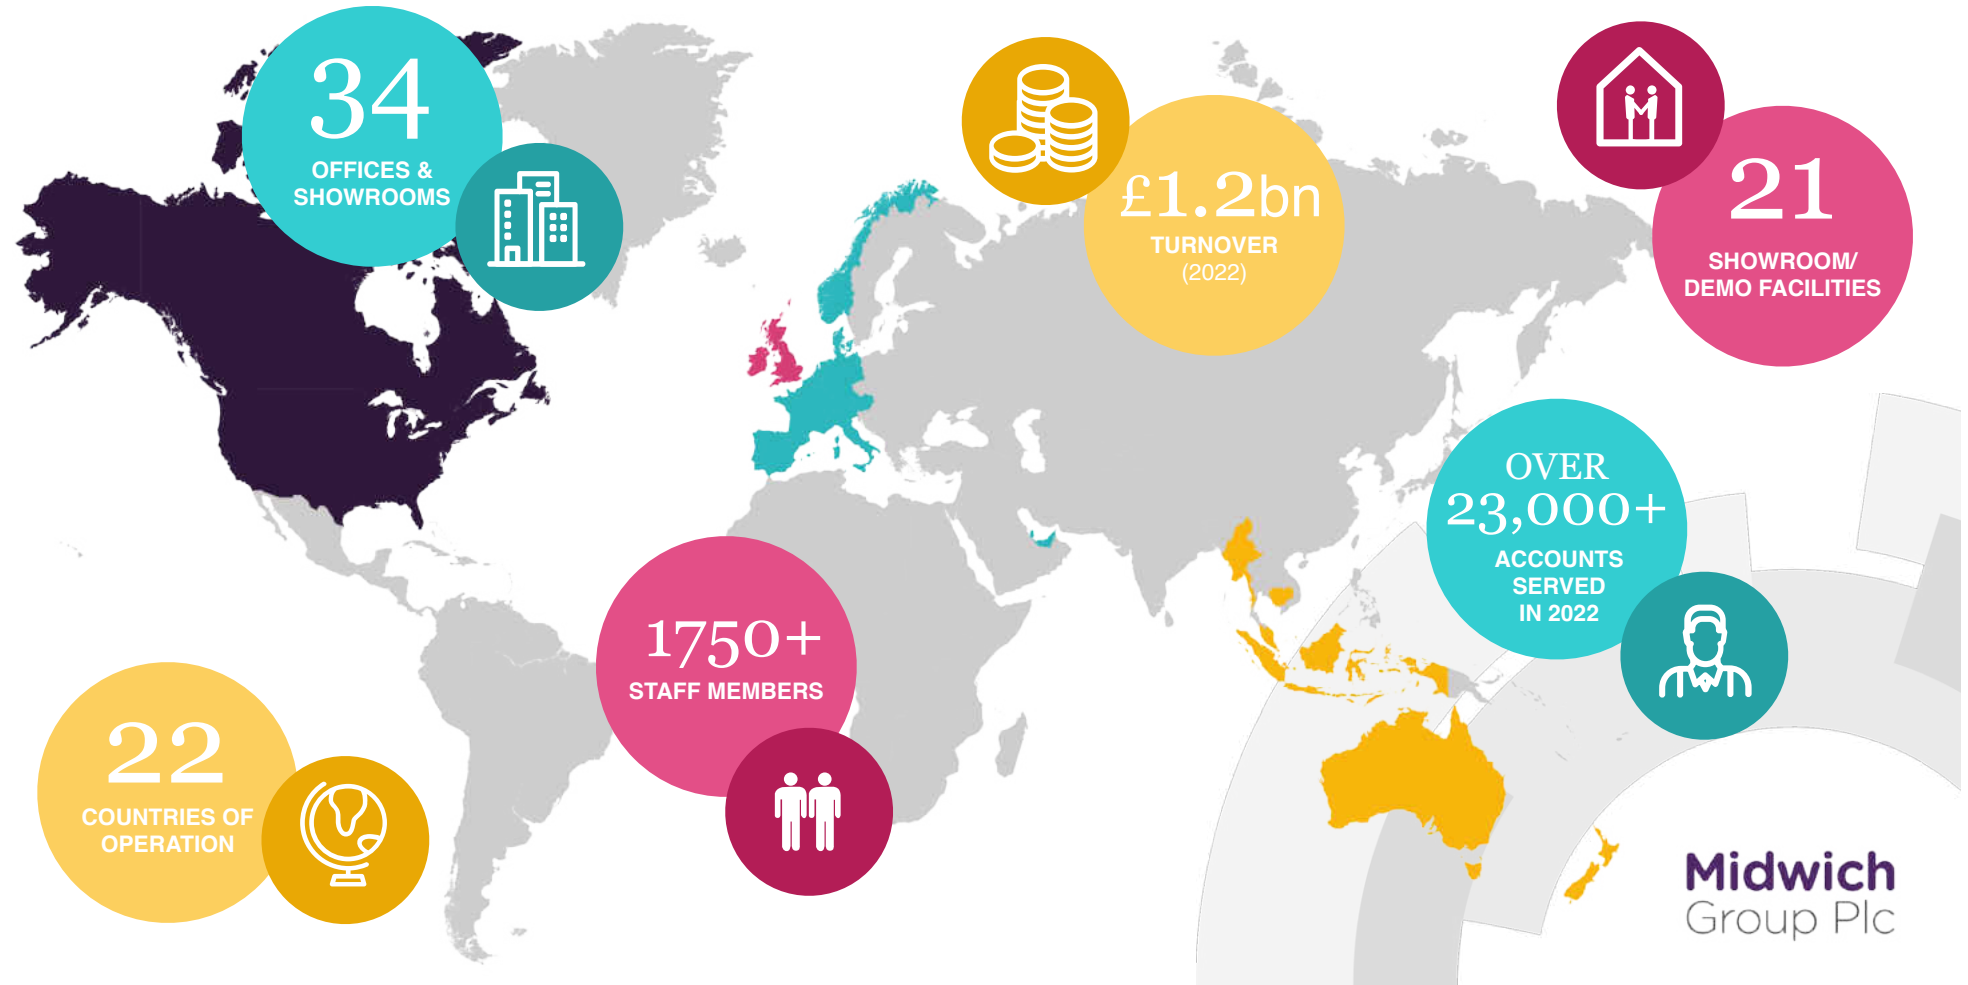 34
OFFICES &
SHOWROOMS
£1.2bn
TURNOVER
(2022)
21
SHOWROOM/
DEMO FACILITIES
OVER
23,000+
ACCOUNTS
SERVED
IN 2022
1750+
STAFF MEMBERS
22
COUNTRIES OF
OPERATION
Midwich
Group Plc